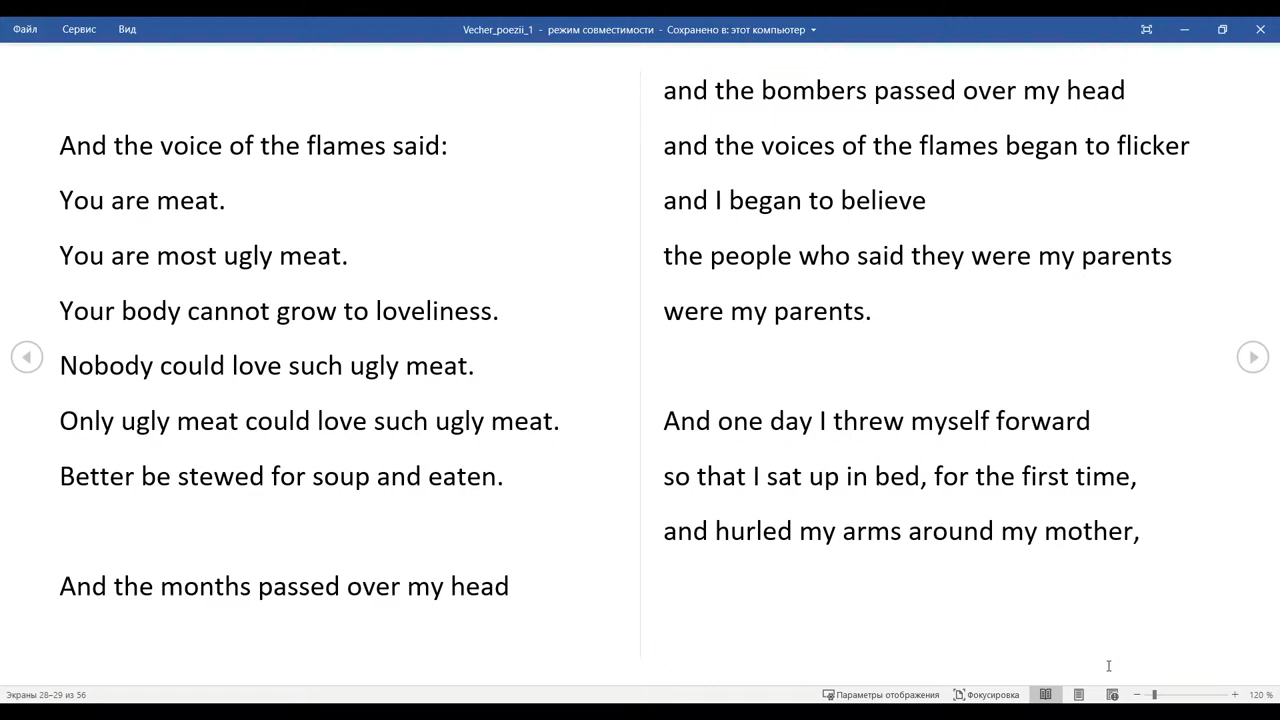 Файл Сервис Вид Vecher_poezii_1 - режим совместимости - Сохранено в: этот компьютер
And the voice of the flames said:
You are meat.
You are most ugly meat.
Your body cannot grow to loveliness.
Nobody could love such ugly meat.
Only ugly meat could love such ugly meat.
Better be stewed for soup and eaten.
And the months passed over my head
and the bombers passed over my head
and the voices of the flames began to flicker
and I began to believe
the people who said they were my parents
were my parents.
And one day I threw myself forward
so that I sat up in bed, for the first time,
and hurled my arms around my mother,
Экраны 28–29 из 56 Параметры отображения Фокусировка 120 %